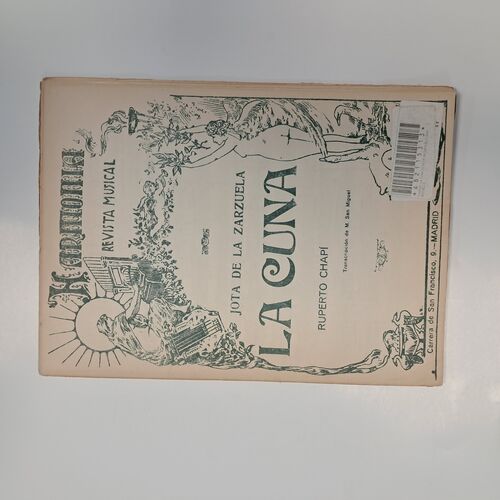 HARMONIA
REVISTA MUSICAL
JOTA DE LA ZARZUELA
LA CUNA
RUPERTO CHAPÍ
Transcripción de M. San Miguel
Carrera de San Francisco, 9.—MADRID